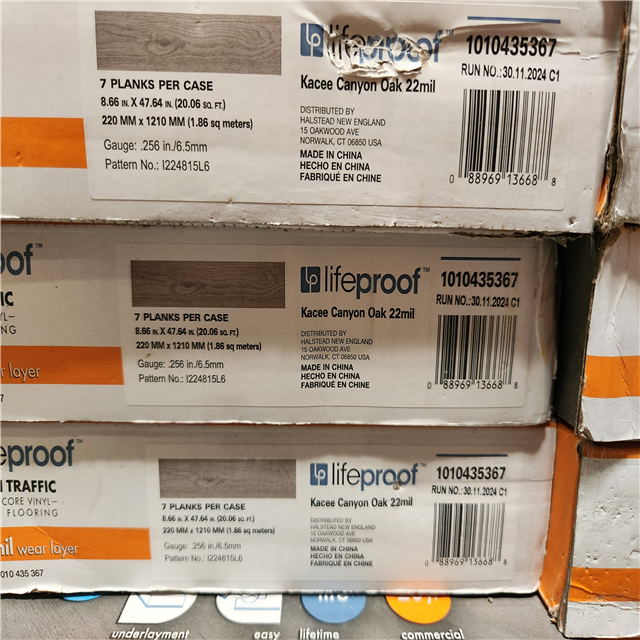 7 PLANKS PER CASE
8.66 IN. X 47.64 IN. (20.06 SQ. FT.)
220 MM x 1210 MM (1.86 sq meters)
Gauge: .256 in./6.5mm
Pattern No.: I224815L6
lifeproof™
Kacee Canyon Oak 22mil
DISTRIBUTED BY
HALSTEAD NEW ENGLAND
15 OAKWOOD AVE
NORWALK, CT 06850 USA
MADE IN CHINA
HECHO EN CHINA
FABRIQUÉ EN CHINE
1010435367
RUN NO.:30.11.2024 C1
0 88969 13668 8
oof™
IC
YL–
ING
r layer
67
7 PLANKS PER CASE
8.66 IN. X 47.64 IN. (20.06 SQ. FT.)
220 MM x 1210 MM (1.86 sq meters)
Gauge: .256 in./6.5mm
Pattern No.: I224815L6
lifeproof™
Kacee Canyon Oak 22mil
DISTRIBUTED BY
HALSTEAD NEW ENGLAND
15 OAKWOOD AVE
NORWALK, CT 06850 USA
MADE IN CHINA
HECHO EN CHINA
FABRIQUÉ EN CHINE
1010435367
RUN NO.:30.11.2024 C1
0 88969 13668 8
eproof™
TRAFFIC
CORE VINYL–
FLOORING
mil wear layer
010 435 367
7 PLANKS PER CASE
8.66 IN. X 47.64 IN. (20.06 SQ. FT.)
220 MM x 1210 MM (1.86 sq meters)
Gauge: .256 in./6.5mm
Pattern No.: I224815L6
lifeproof™
Kacee Canyon Oak 22mil
DISTRIBUTED BY
HALSTEAD NEW ENGLAND
15 OAKWOOD AVE
NORWALK, CT 06850 USA
MADE IN CHINA
HECHO EN CHINA
FABRIQUÉ EN CHINE
1010435367
RUN NO.:30.11.2024 C1
0 88969 13668 8
underlayment
easy
lifetime
commercial